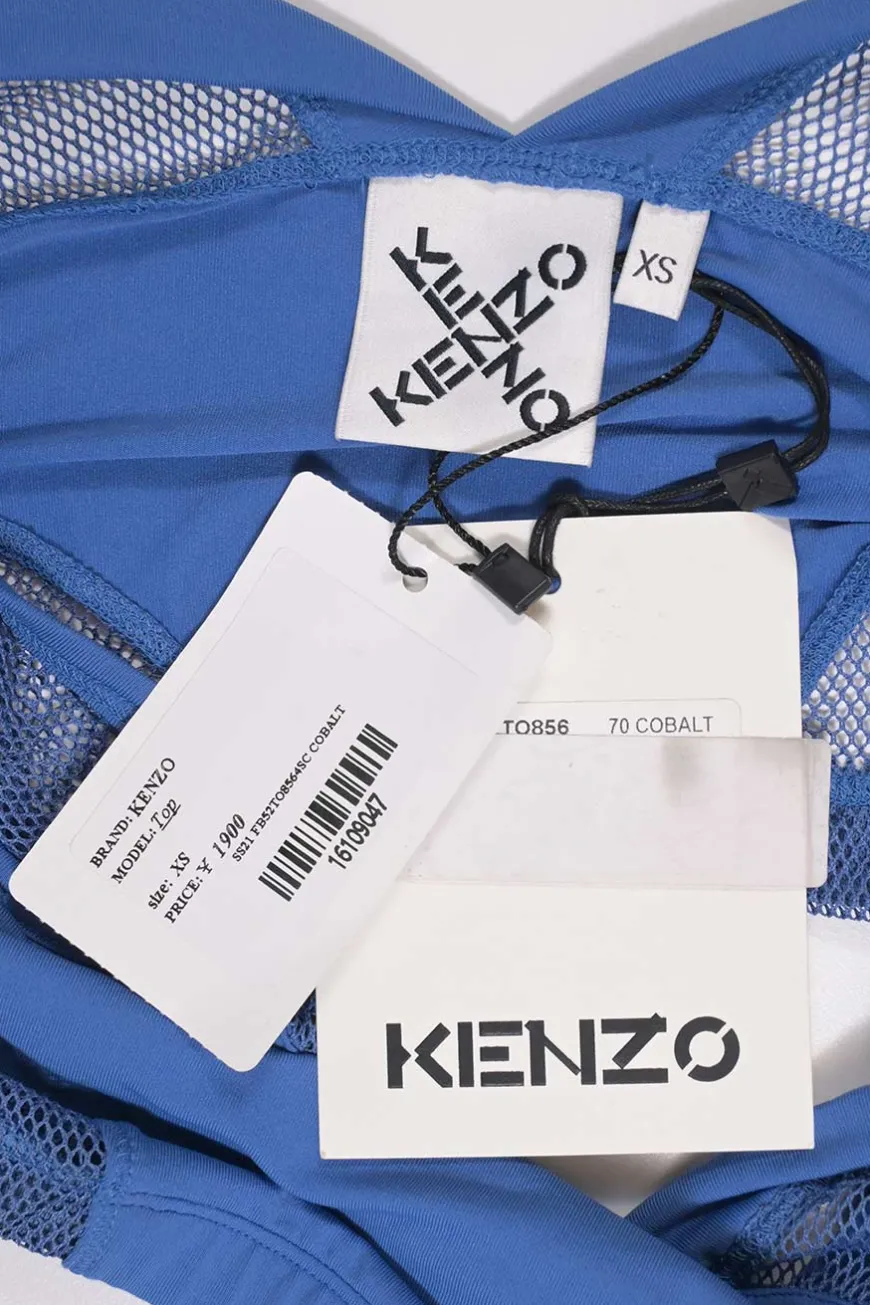 KENZO
KENZO
XS
BRAND: KENZO
MODEL: Top
size: XS
PRICE: ¥ 1900
SS21 FB52TO8564SC COBALT
16109047
TO856 70 COBALT
KENZO